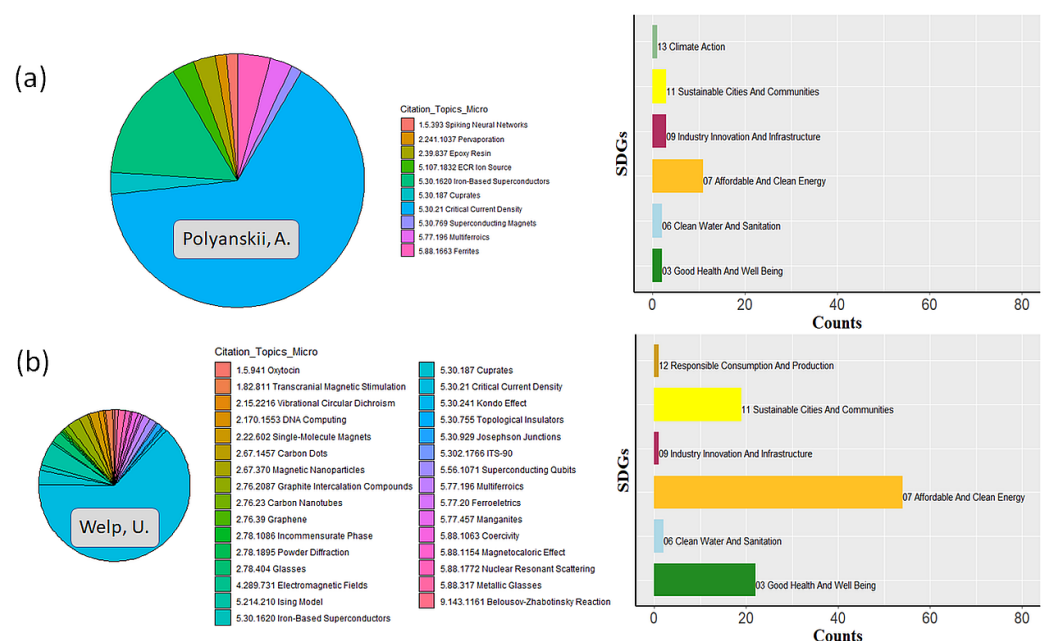 (a)
Polyanskii, A.
Citation_Topics_Micro
1.5.393 Spiking Neural Networks
2.241.1037 Pervaporation
2.39.837 Epoxy Resin
5.107.1832 ECR Ion Source
5.30.1620 Iron-Based Superconductors
5.30.187 Cuprates
5.30.21 Critical Current Density
5.30.769 Superconducting Magnets
5.77.196 Multiferroics
5.88.1663 Ferrites
SDGs
13 Climate Action
11 Sustainable Cities And Communities
09 Industry Innovation And Infrastructure
07 Affordable And Clean Energy
06 Clean Water And Sanitation
03 Good Health And Well Being
0 20 40 60 80
Counts
(b)
Welp, U.
Citation_Topics_Micro
1.5.941 Oxytocin
1.82.811 Transcranial Magnetic Stimulation
2.15.2216 Vibrational Circular Dichroism
2.170.1553 DNA Computing
2.22.602 Single-Molecule Magnets
2.67.1457 Carbon Dots
2.67.370 Magnetic Nanoparticles
2.76.2087 Graphite Intercalation Compounds
2.76.23 Carbon Nanotubes
2.76.39 Graphene
2.78.1086 Incommensurate Phase
2.78.1895 Powder Diffraction
2.78.404 Glasses
4.289.731 Electromagnetic Fields
5.214.210 Ising Model
5.30.1620 Iron-Based Superconductors
5.30.187 Cuprates
5.30.21 Critical Current Density
5.30.241 Kondo Effect
5.30.755 Topological Insulators
5.30.929 Josephson Junctions
5.302.1766 ITS-90
5.56.1071 Superconducting Qubits
5.77.196 Multiferroics
5.77.20 Ferroelectrics
5.77.457 Manganites
5.88.1063 Coercivity
5.88.1154 Magnetocaloric Effect
5.88.1772 Nuclear Resonant Scattering
5.88.317 Metallic Glasses
9.143.1161 Belousov-Zhabotinsky Reaction
SDGs
12 Responsible Consumption And Production
11 Sustainable Cities And Communities
09 Industry Innovation And Infrastructure
07 Affordable And Clean Energy
06 Clean Water And Sanitation
03 Good Health And Well Being
0 20 40 60 80
Counts